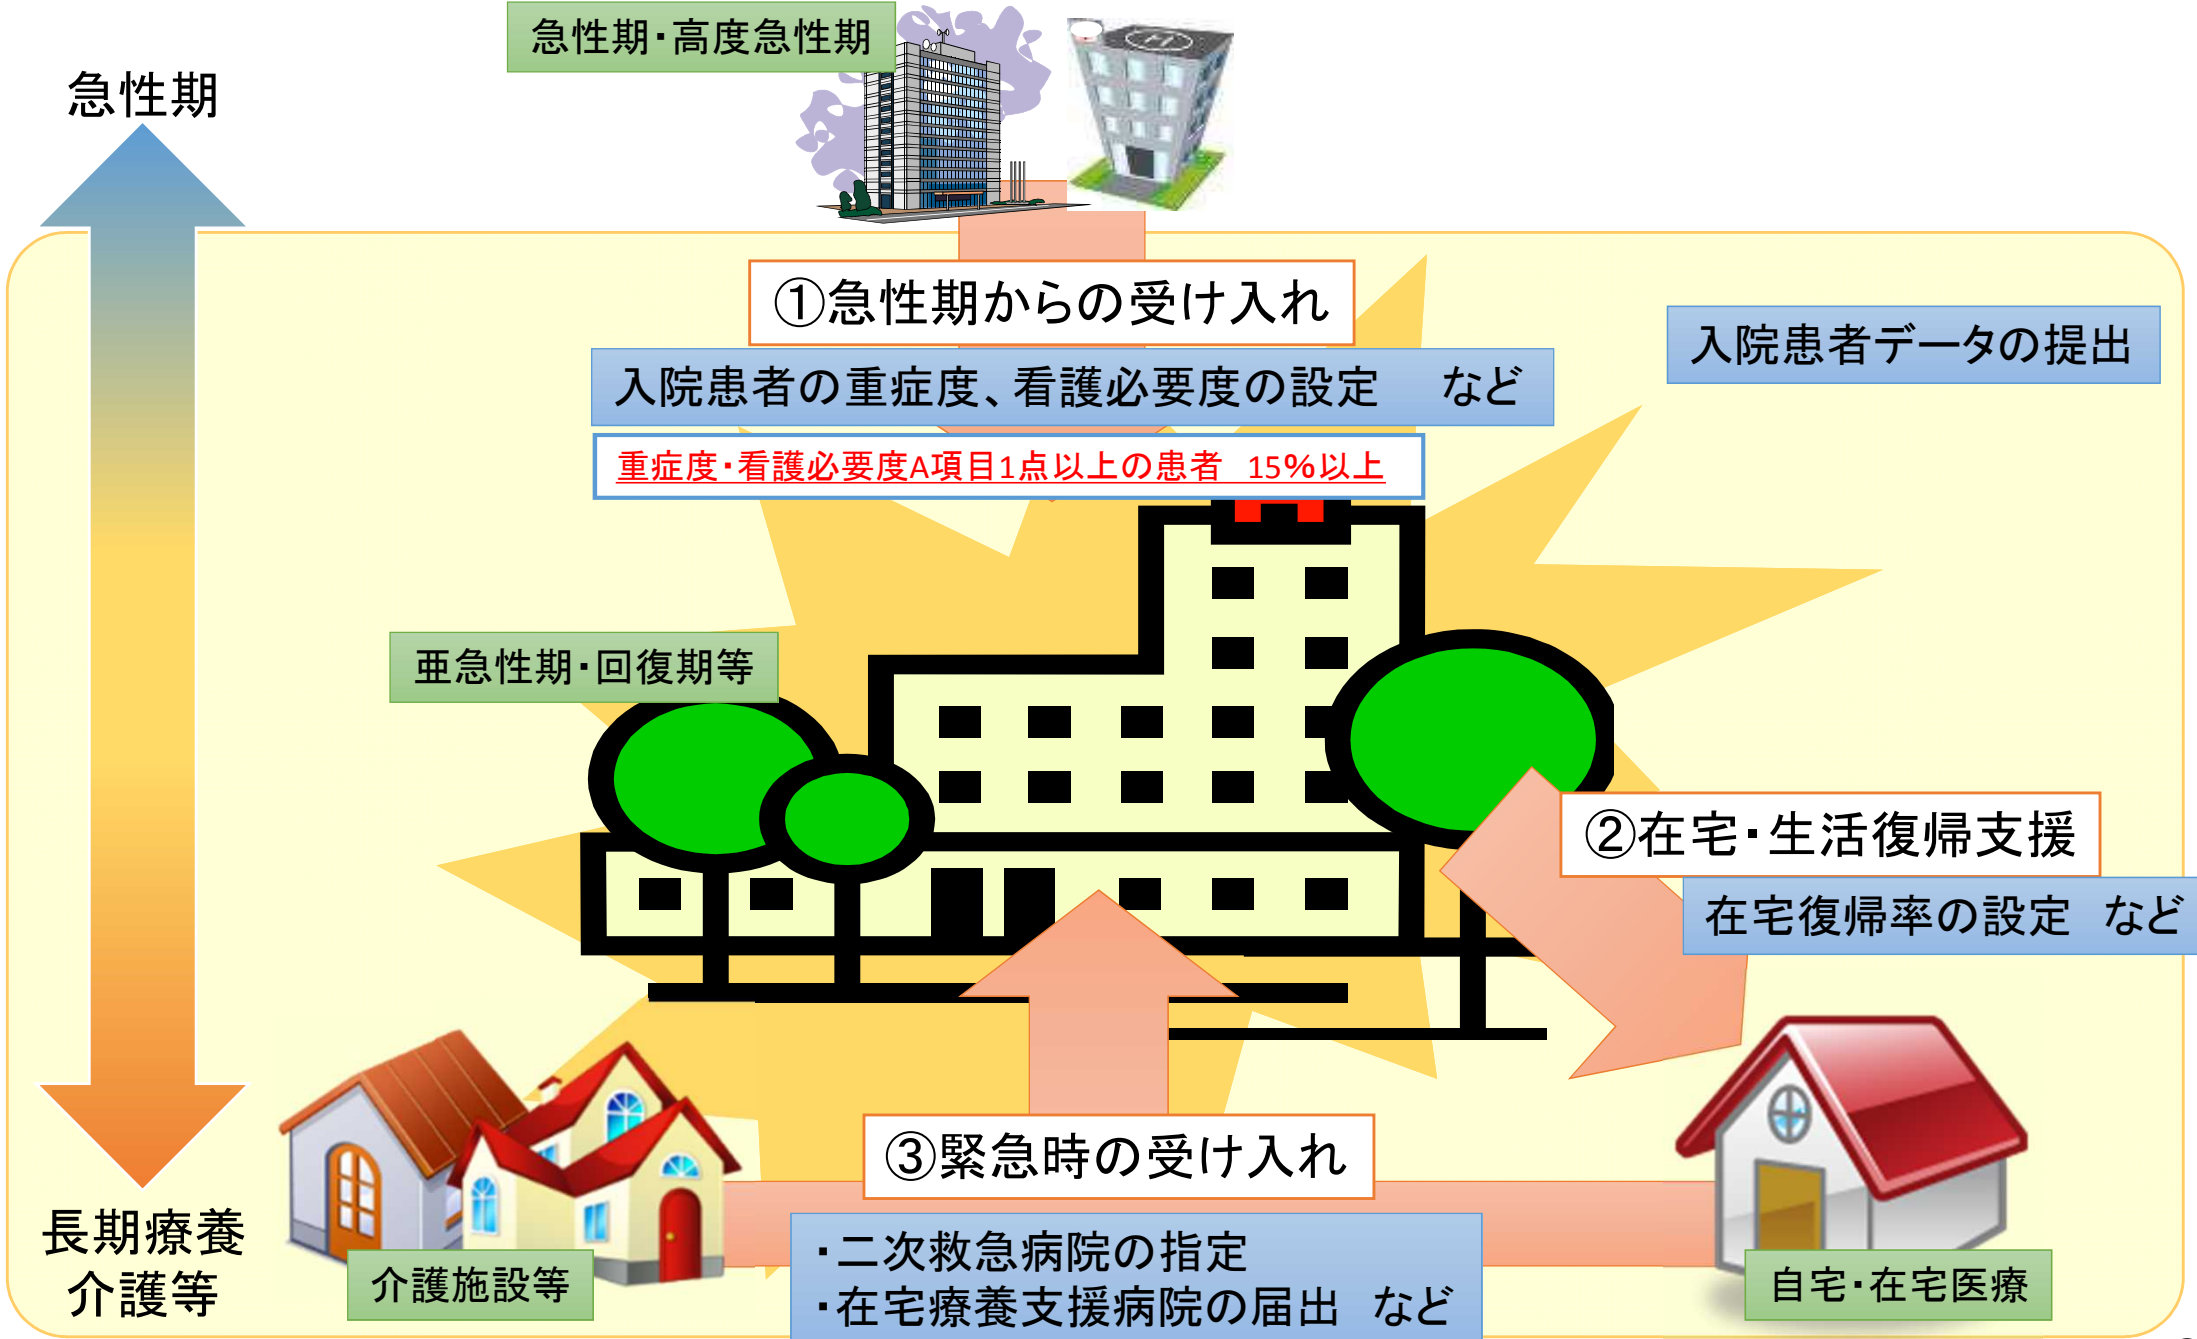 急性期・高度急性期
急性期
①急性期からの受け入れ
入院患者データの提出
入院患者の重症度、看護必要度の設定　など
重症度・看護必要度A項目1点以上の患者　15%以上
亜急性期・回復期等
②在宅・生活復帰支援
在宅復帰率の設定　など
③緊急時の受け入れ
・二次救急病院の指定
・在宅療養支援病院の届出　など
長期療養
介護等
介護施設等
自宅・在宅医療